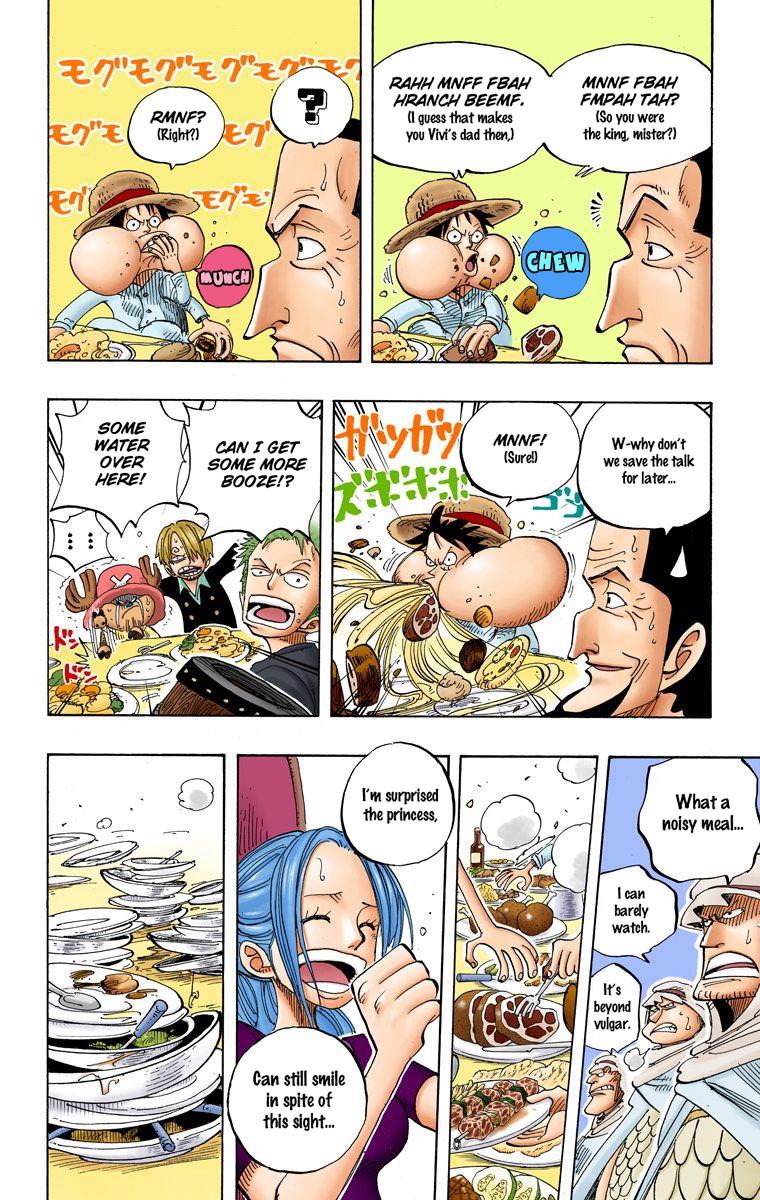 MNNF FBAH
FMPAH TAH?
(So you were
the king, mister?)
RAHH MNFF FBAH
HRANCH BEEMF.
(I guess that makes
you Vivi's dad then,)
CHEW
?
RMNF?
(Right?)
モグモグモグモグモグ
モグモ
モグ
モグ
モグモ
MUNCH
W-why don't
we save the talk
for later...
MNNF!
(Sure!)
ガツガツ
ズボボボボ
ゴゴ
CAN I GET
SOME MORE
BOOZE!?
SOME
WATER
OVER
HERE!
ドン
ドン
What a
noisy meal...
I can
barely
watch.
It's
beyond
vulgar.
I'm surprised
the princess,
Can still smile
in spite of
this sight...